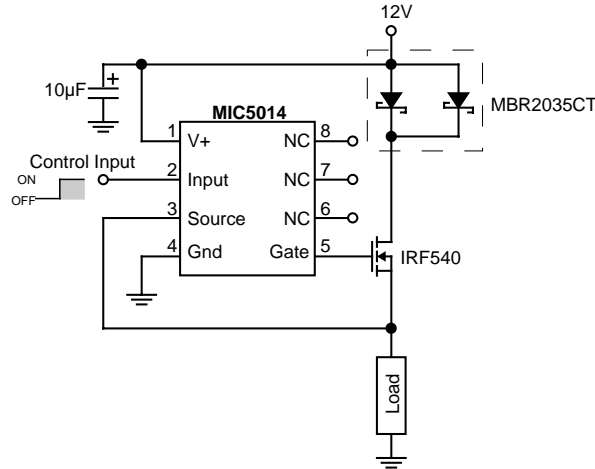 12V
10µF
+
MBR2035CT
MIC5014
1 V+ NC 8
Control Input
ON
OFF
2 Input NC 7
3 Source NC 6
4 Gnd Gate 5
IRF540
Load